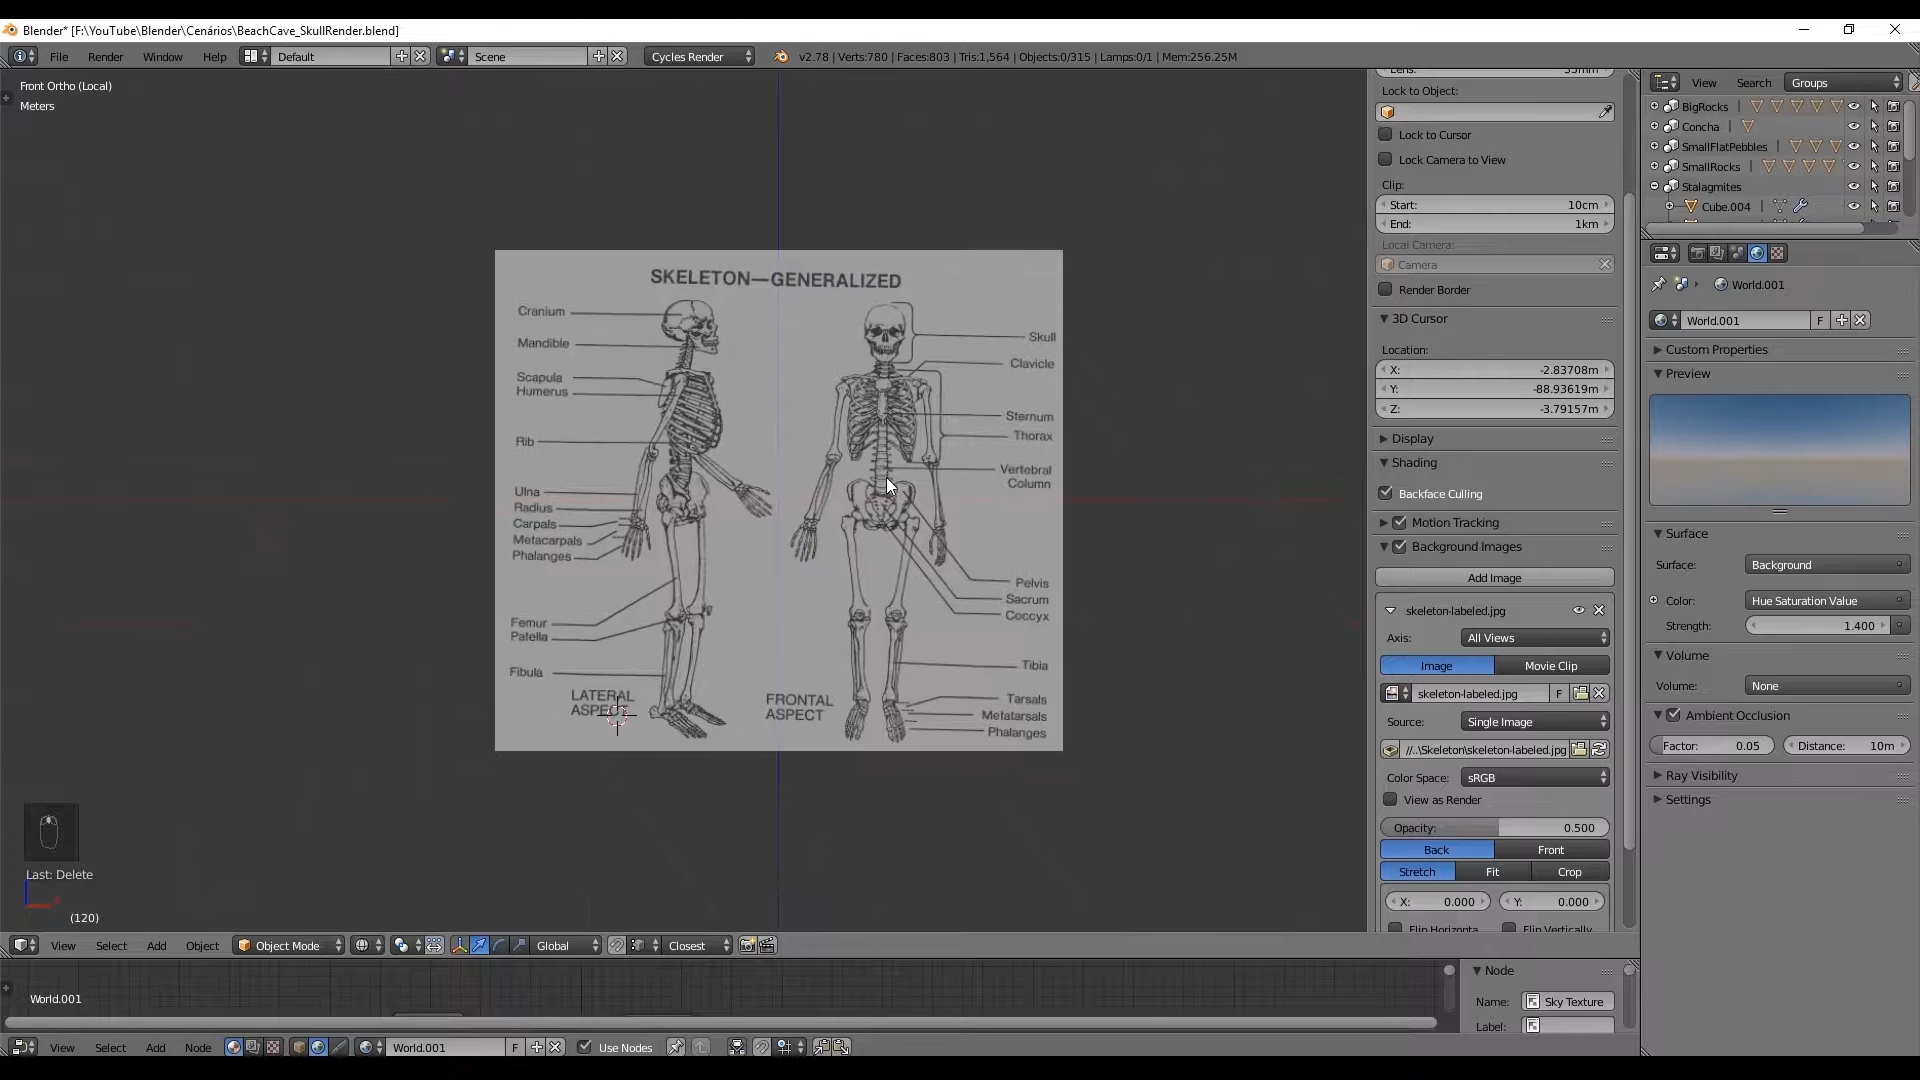 Blender* [F:\YouTube\Blender\Cenários\BeachCave_SkullRender.blend]
File Render Window Help Default Scene Cycles Render v2.78 | Verts:780 | Faces:803 | Tris:1,564 | Objects:0/315 | Lamps:0/1 | Mem:256.25M
Front Ortho (Local)
Meters
SKELETON—GENERALIZED
Cranium
Mandible
Scapula
Humerus
Rib
Ulna
Radius
Carpals
Metacarpals
Phalanges
Femur
Patella
Fibula
LATERAL
ASPECT
Skull
Clavicle
Sternum
Thorax
Vertebral
Column
Pelvis
Sacrum
Coccyx
Tibia
Tarsals
Metatarsals
Phalanges
FRONTAL
ASPECT
Last: Delete
(120)
View Select Add Object Object Mode Global Closest
Lens: 35mm
Lock to Object:
Lock to Cursor
Lock Camera to View
Clip:
Start: 10cm
End: 1km
Local Camera:
Camera
Render Border
3D Cursor
Location:
X: -2.83708m
Y: -88.93619m
Z: -3.79157m
Display
Shading
Backface Culling
Motion Tracking
Background Images
Add Image
skeleton-labeled.jpg
Axis: All Views
Image Movie Clip
skeleton-labeled.jpg F
Source: Single Image
//..\Skeleton\skeleton-labeled.jpg
Color Space: sRGB
View as Render
Opacity: 0.500
Back Front
Stretch Fit Crop
X: 0.000 Y: 0.000
Flip Horizonta Flip Vertically
View Search Groups
BigRocks
Concha
SmallFlatPebbles
SmallRocks
Stalagmites
Cube.004
World.001
World.001 F
Custom Properties
Preview
Surface
Surface: Background
Color: Hue Saturation Value
Strength: 1.400
Volume
Volume: None
Ambient Occlusion
Factor: 0.05 Distance: 10m
Ray Visibility
Settings
World.001
Node
Name: Sky Texture
Label:
View Select Add Node World.001 F Use Nodes